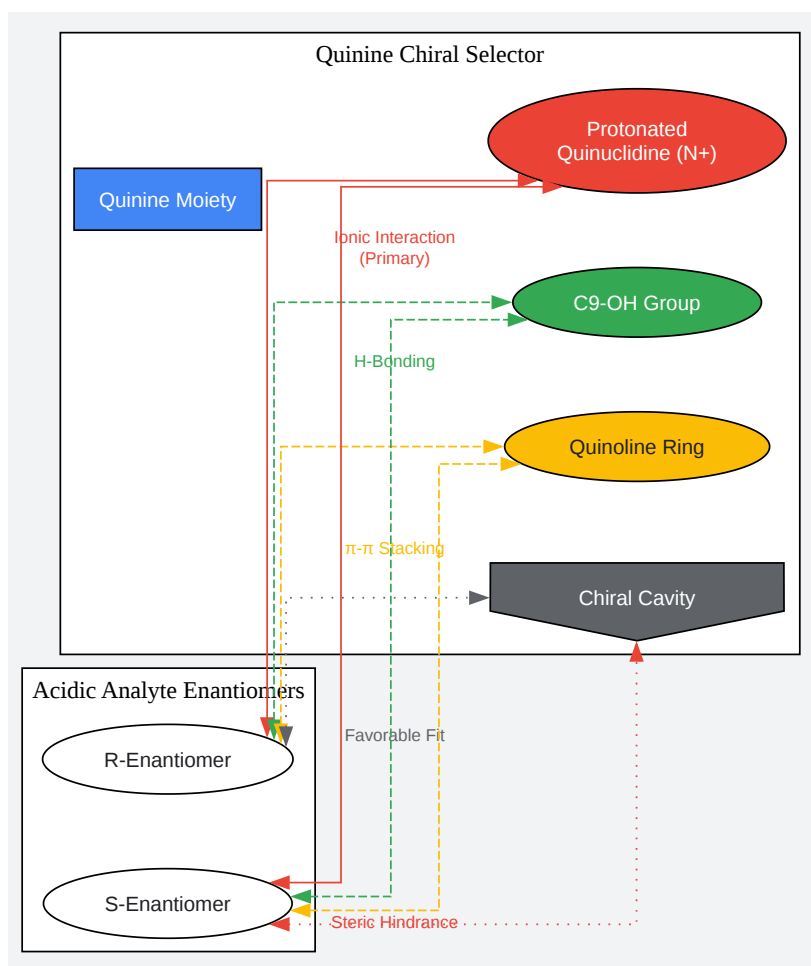 Quinine Chiral Selector
Protonated
Quinuclidine (N+)
Quinine Moiety
Ionic Interaction
(Primary)
C9-OH Group
H-Bonding
Quinoline Ring
π-π Stacking
Chiral Cavity
Acidic Analyte Enantiomers
Favorable Fit
R-Enantiomer
S-Enantiomer
Steric Hindrance